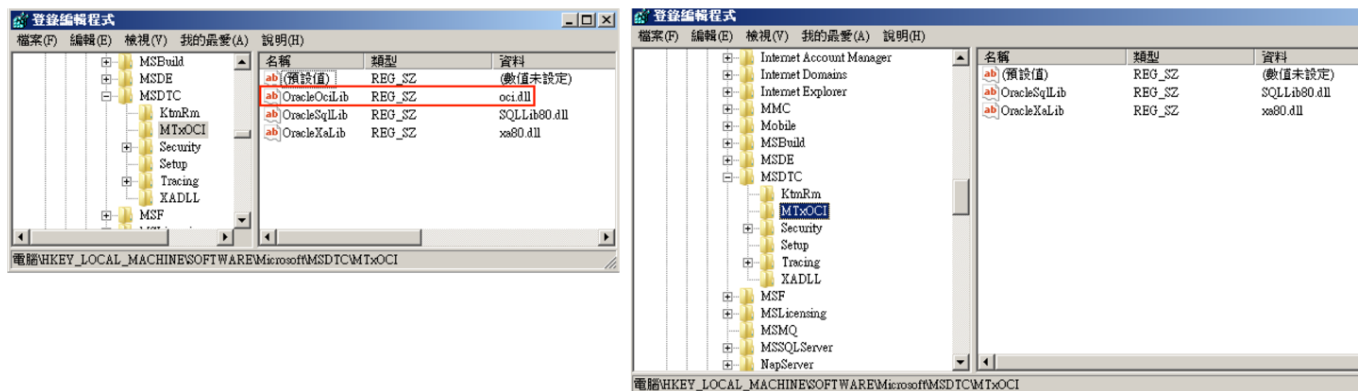 登錄編輯程式
檔案(F) 編輯(E) 檢視(V) 我的最愛(A) 說明(H)
MSBuild
MSDE
MSDTC
KtmRm
MTxOCI
Security
Setup
Tracing
XADLL
MSF
名稱 類型 資料
(預設值) REG_SZ (數值未設定)
OracleOciLib REG_SZ oci.dll
OracleSqlLib REG_SZ SQLLib80.dll
OracleXaLib REG_SZ xa80.dll
電腦\HKEY_LOCAL_MACHINE\SOFTWARE\Microsoft\MSDTC\MTxOCI
登錄編輯程式
檔案(F) 編輯(E) 檢視(V) 我的最愛(A) 說明(H)
Internet Account Manager
Internet Domains
Internet Explorer
MMC
Mobile
MSBuild
MSDE
MSDTC
KtmRm
MTxOCI
Security
Setup
Tracing
XADLL
MSF
MSLicensing
MSMQ
MSSQLServer
NapServer
名稱 類型 資料
(預設值) REG_SZ (數值未設定)
OracleSqlLib REG_SZ SQLLib80.dll
OracleXaLib REG_SZ xa80.dll
電腦\HKEY_LOCAL_MACHINE\SOFTWARE\Microsoft\MSDTC\MTxOCI